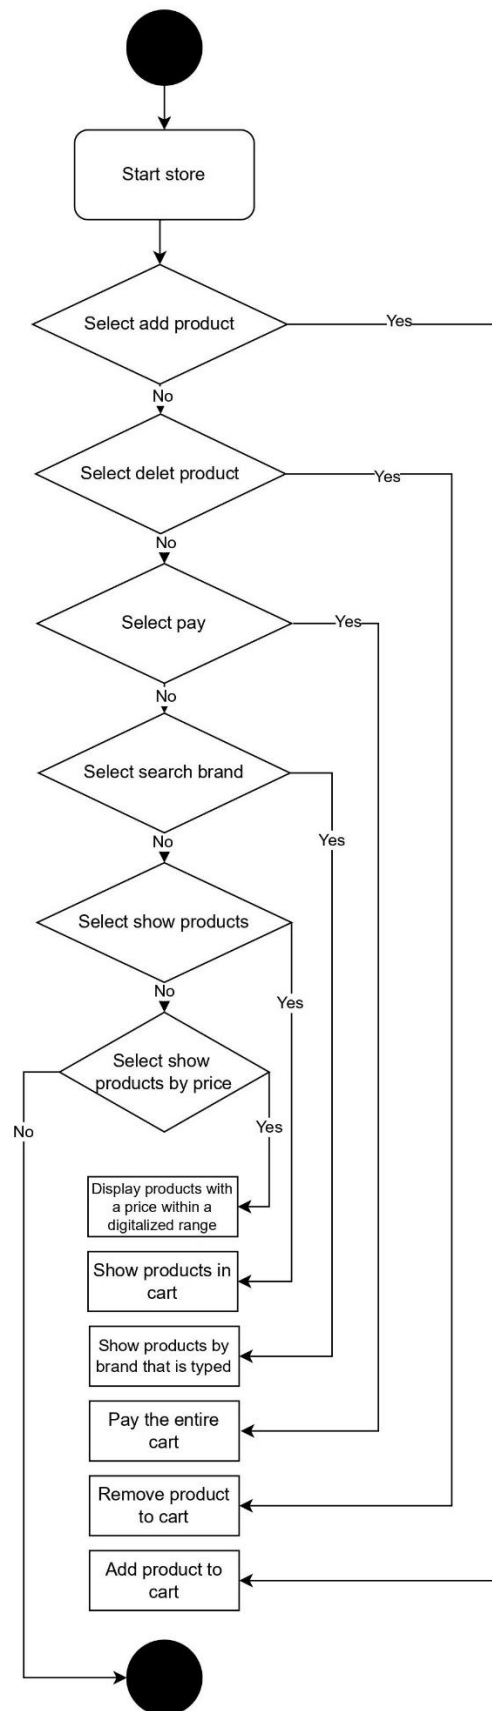 Start store
Select add product
Yes
No
Select delet product
Yes
No
Select pay
Yes
No
Select search brand
Yes
No
Select show products
Yes
No
Select show
products by price
No
Yes
Display products with
a price within a
digitalized range
Show products in
cart
Show products by
brand that is typed
Pay the entire
cart
Remove product
to cart
Add product to
cart